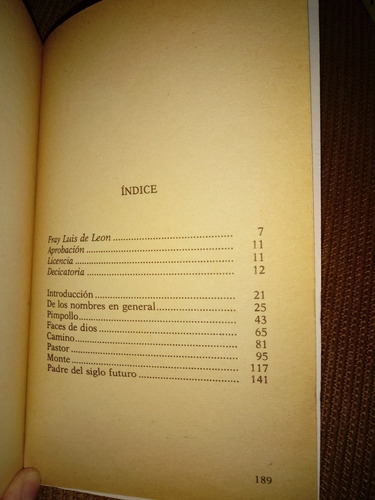 ÍNDICE
Fray Luis de Leon ........................ 7
Aprobación ........................ 11
Licencia ........................ 11
Decicatoria ........................ 12
Introducción ........................ 21
De los nombres en general ........................ 25
Pimpollo ........................ 43
Faces de dios ........................ 65
Camino ........................ 81
Pastor ........................ 95
Monte ........................ 117
Padre del siglo futuro ........................ 141
189